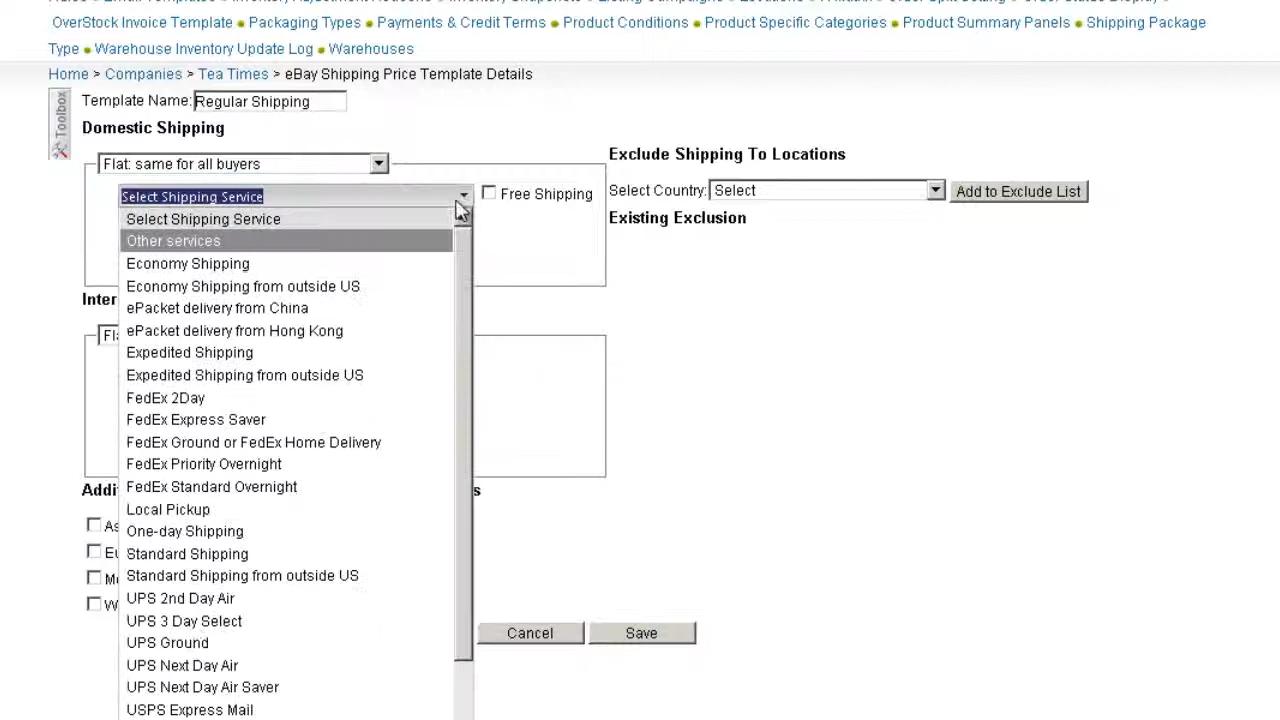 OverStock Invoice Template ● Packaging Types ● Payments & Credit Terms ● Product Conditions ● Product Specific Categories ● Product Summary Panels ● Shipping Package
Type ● Warehouse Inventory Update Log ● Warehouses
Home > Companies > Tea Times > eBay Shipping Price Template Details
Toolbox
Template Name: Regular Shipping
Domestic Shipping
Flat: same for all buyers
Exclude Shipping To Locations
Select Shipping Service
Free Shipping
Select Country: Select
Add to Exclude List
Existing Exclusion
Select Shipping Service
Other services
Economy Shipping
Economy Shipping from outside US
Inter
ePacket delivery from China
ePacket delivery from Hong Kong
Fl
Expedited Shipping
Expedited Shipping from outside US
FedEx 2Day
FedEx Express Saver
FedEx Ground or FedEx Home Delivery
FedEx Priority Overnight
FedEx Standard Overnight
Addi
s
Local Pickup
As
One-day Shipping
Eu
Standard Shipping
Standard Shipping from outside US
UPS 2nd Day Air
UPS 3 Day Select
Cancel
Save
UPS Ground
UPS Next Day Air
UPS Next Day Air Saver
USPS Express Mail